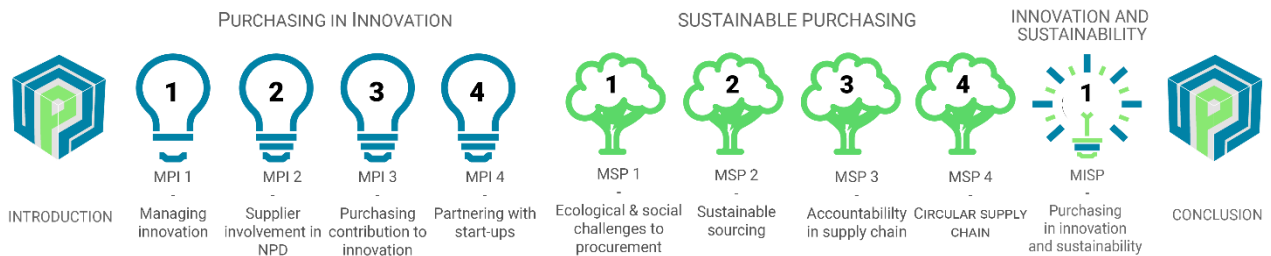 PURCHASING IN INNOVATION
SUSTAINABLE PURCHASING
INNOVATION AND
SUSTAINABILITY
1
2
3
4
1
2
3
4
1
MPI 1
MPI 2
MPI 3
MPI 4
MSP 1
MSP 2
MSP 3
MSP 4
MISP
-
-
-
-
-
-
-
-
-
INTRODUCTION
Managing
innovation
Supplier
involvement in
NPD
Purchasing
contribution to
innovation
Partnering with
start-ups
Ecological & social
challenges to
procurement
Sustainable
sourcing
Accountabililty
in supply chain
CIRCULAR SUPPLY
CHAIN
Purchasing
in innovation
and sustainability
CONCLUSION